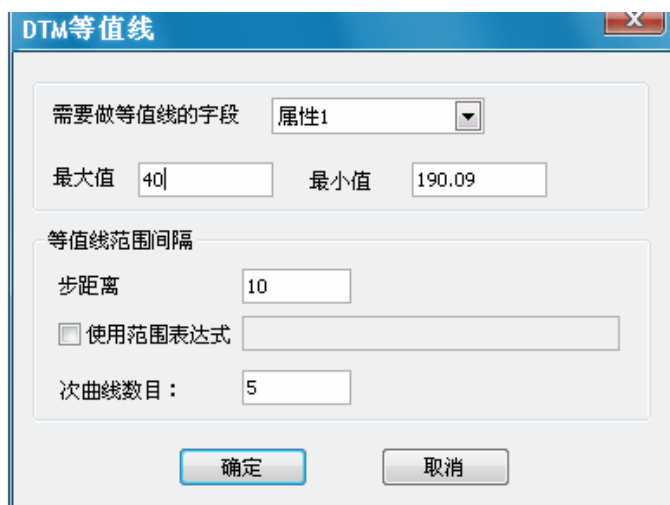 DTM等值线
需要做等值线的字段 属性1
最大值 40 最小值 190.09
等值线范围间隔
步距离 10
使用范围表达式
次曲线数目： 5
确定 取消